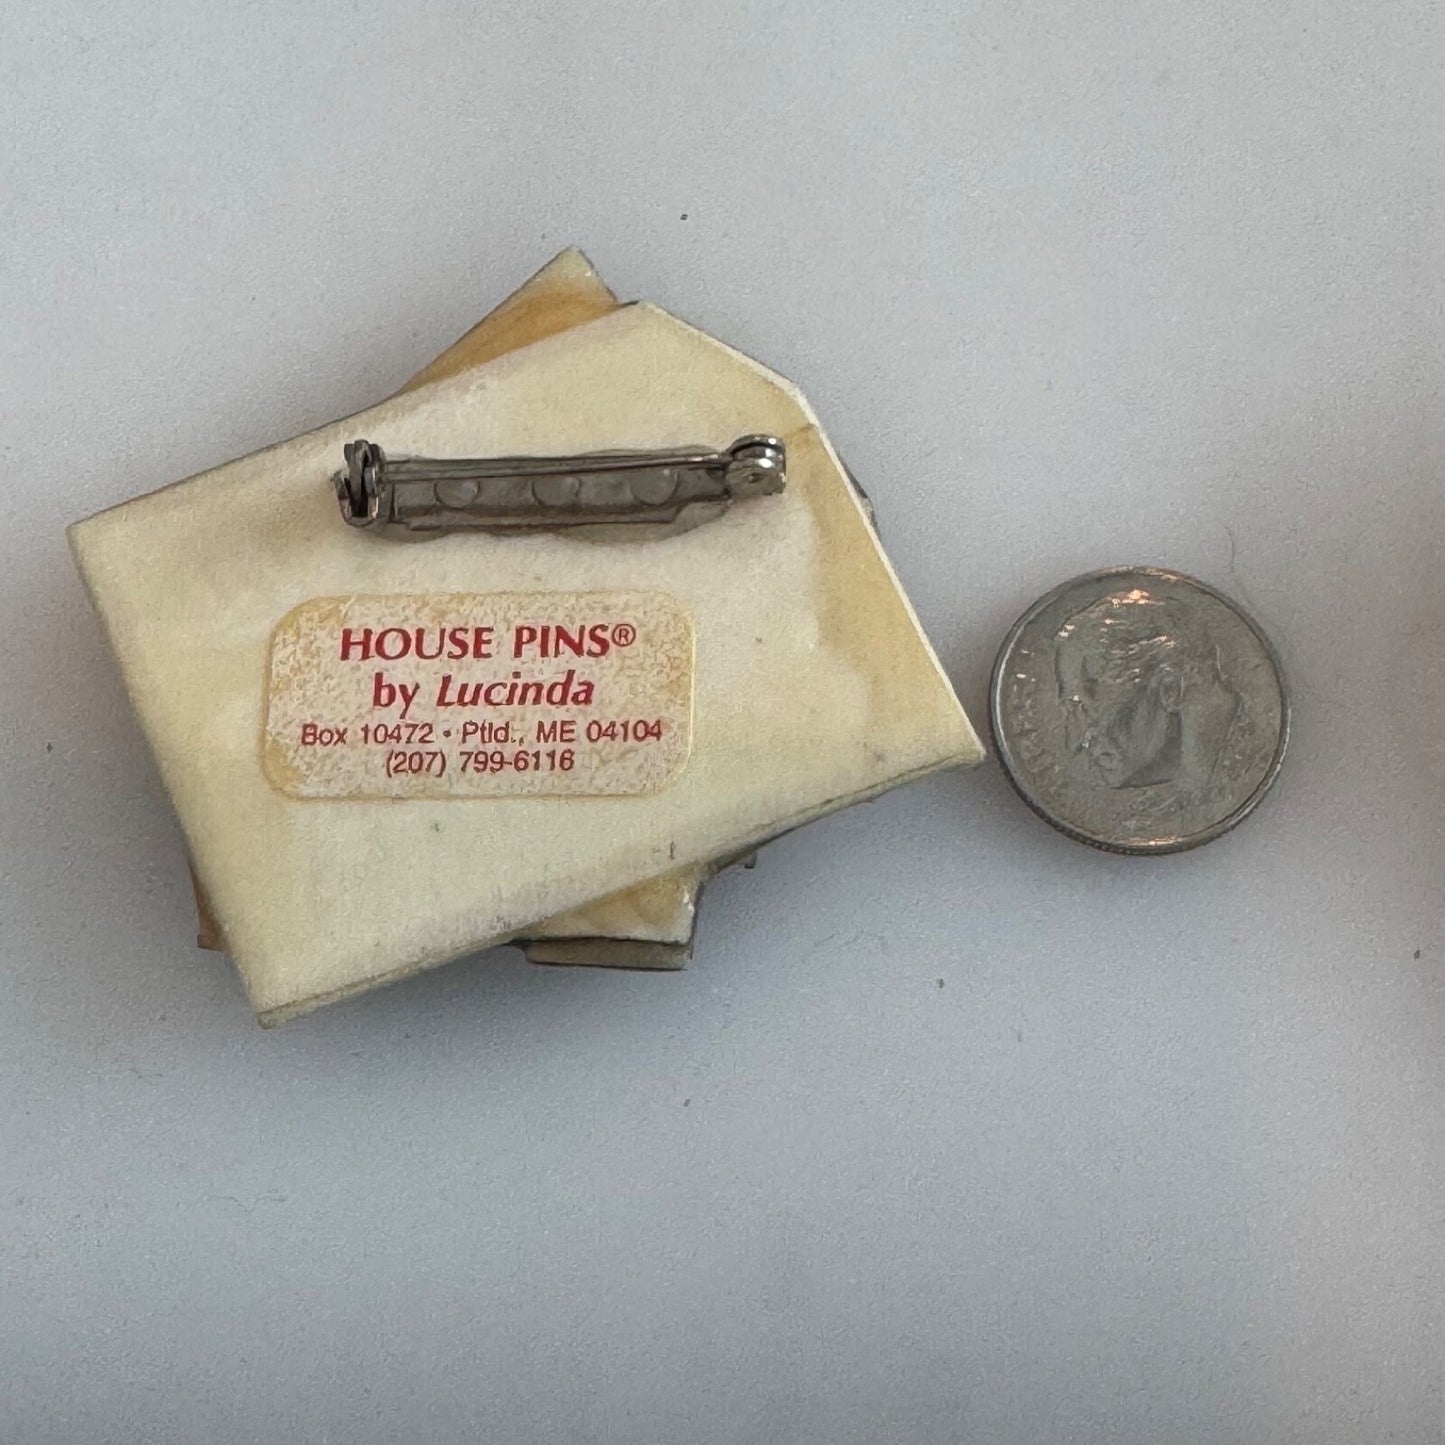 HOUSE PINS®
by Lucinda
Box 10472 • Ptld., ME 04104
(207) 799-6116